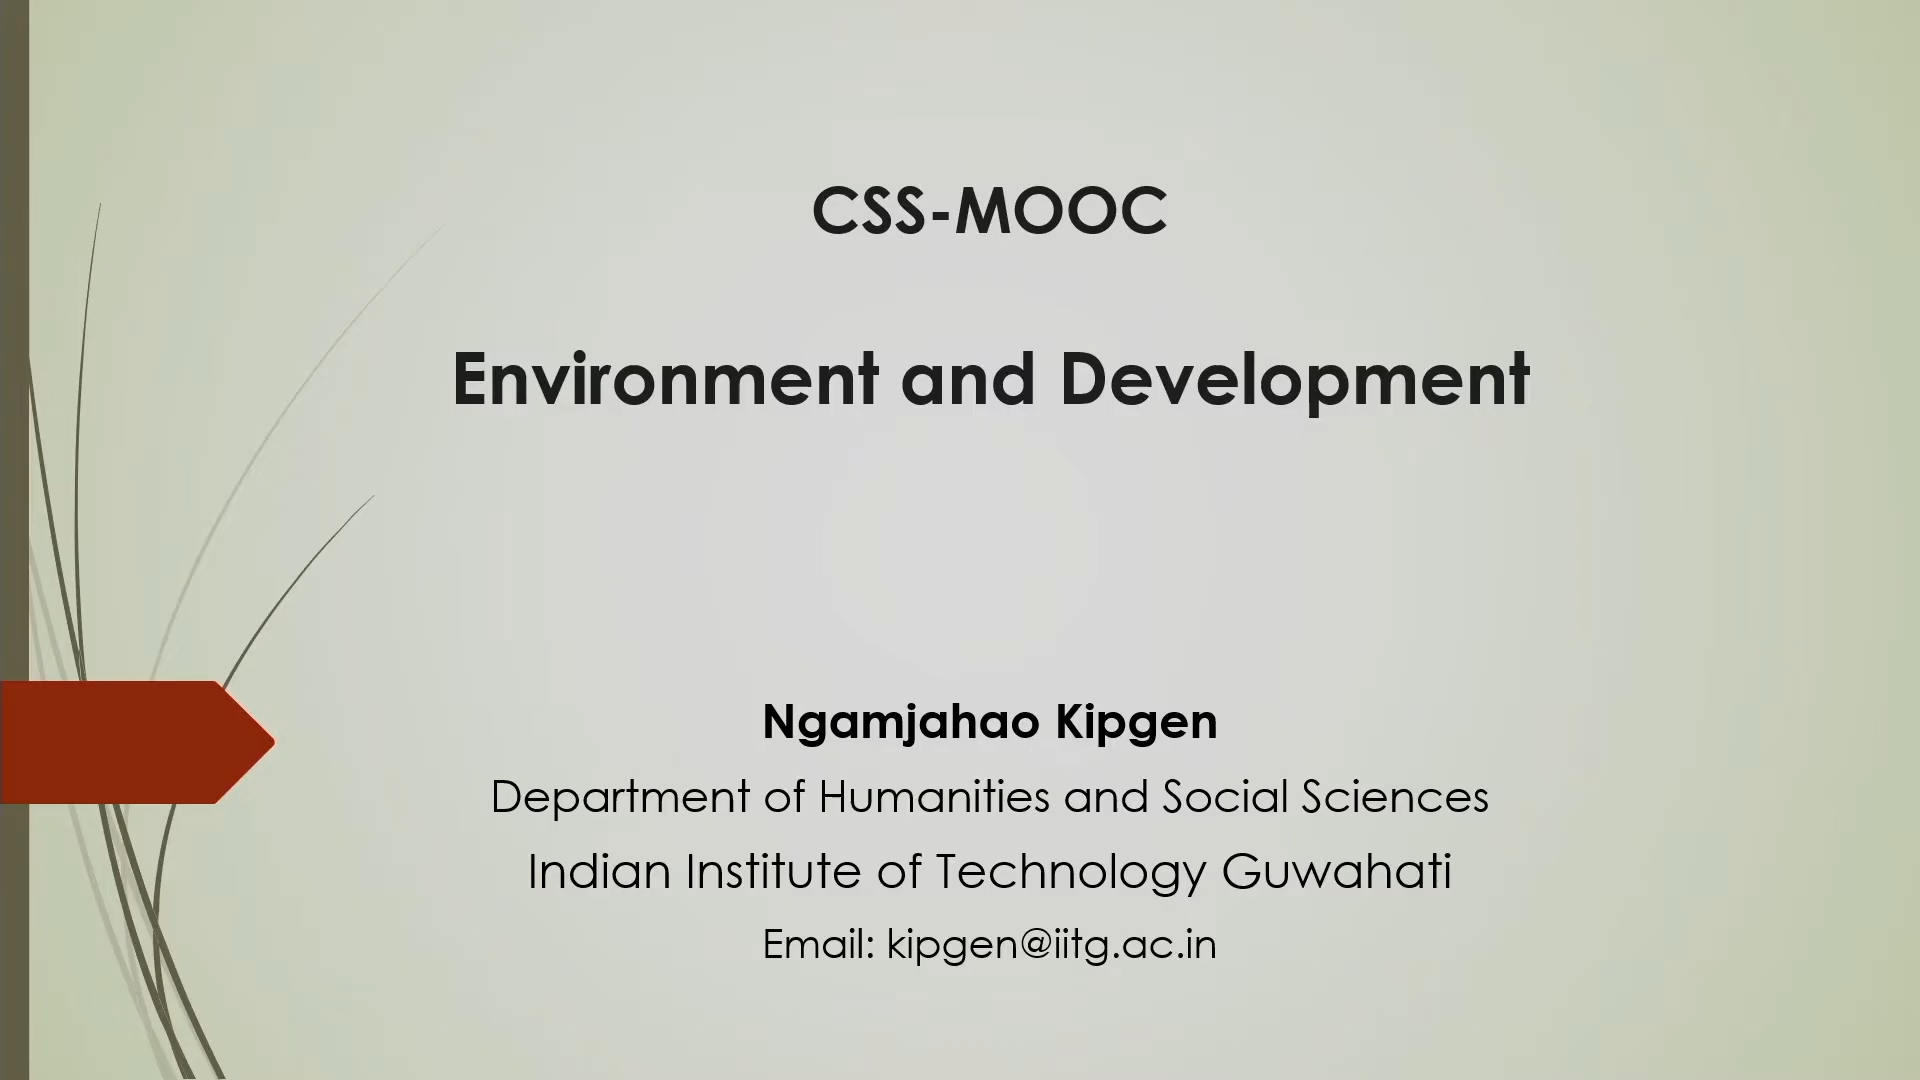 CSS-MOOC
Environment and Development
Ngamjahao Kipgen
Department of Humanities and Social Sciences
Indian Institute of Technology Guwahati
Email: kipgen@iitg.ac.in